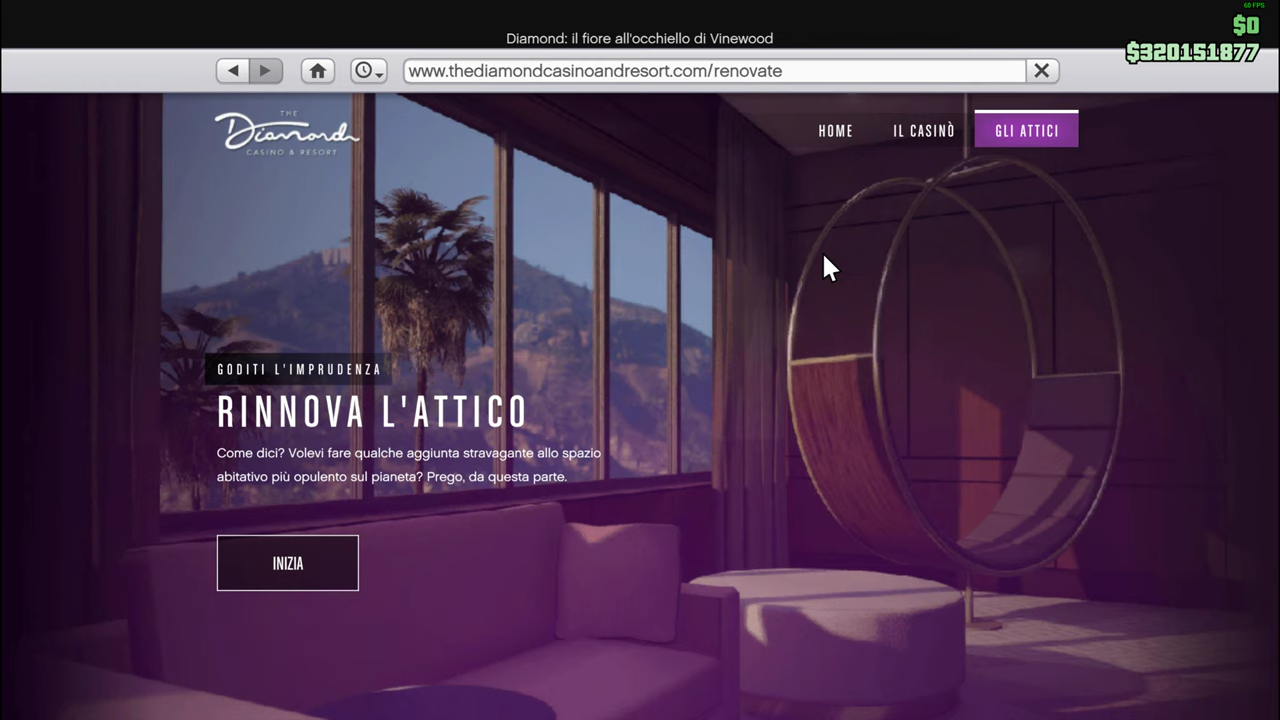 60 FPS
$0
$320151877
Diamond: il fiore all'occhiello di Vinewood
www.thediamondcasinoandresort.com/renovate
THE
Diamond
CASINO & RESORT
HOME
IL CASINÒ
GLI ATTICI
GODITI L'IMPRUDENZA
RINNOVA L'ATTICO
Come dici? Volevi fare qualche aggiunta stravagante allo spazio
abitativo più opulento sul pianeta? Prego, da questa parte.
INIZIA